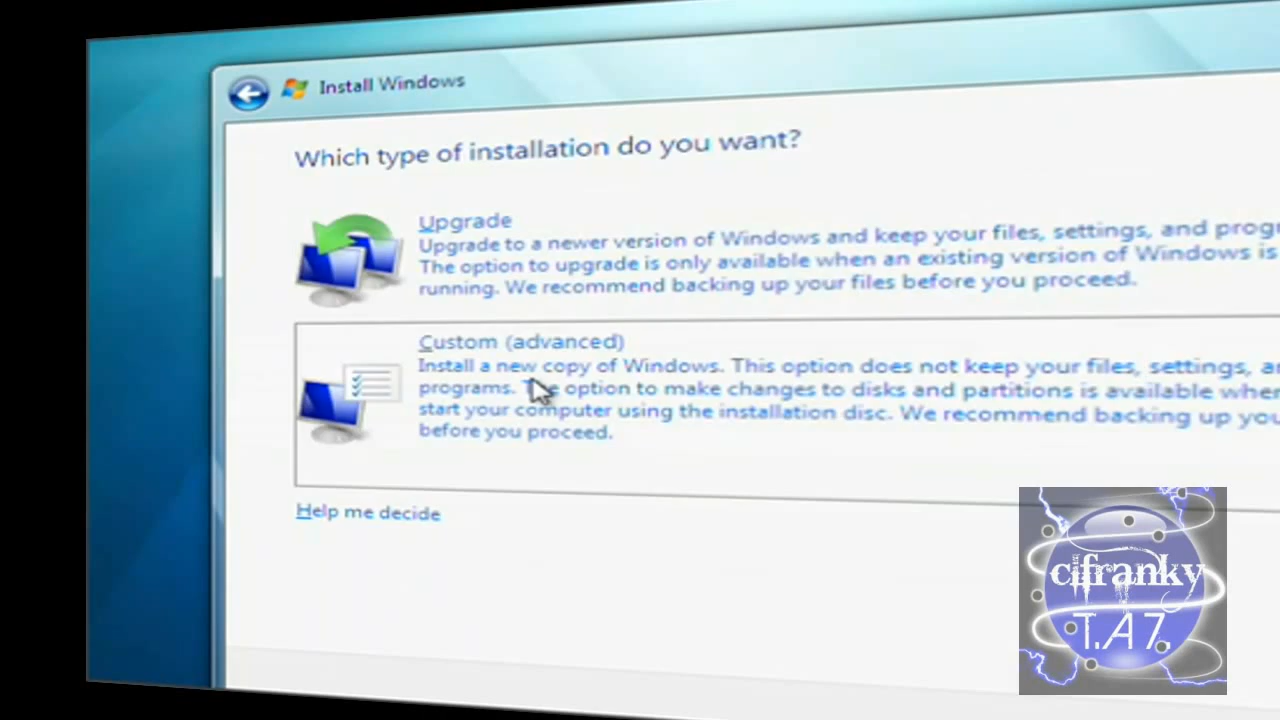 Install Windows
Which type of installation do you want?
Upgrade
Upgrade to a newer version of Windows and keep your files, settings, and
The option to upgrade is only available when an existing version of Windows is
running. We recommend backing up your files before you proceed.
Custom (advanced)
Install a new copy of Windows. This option does not keep your files, settings,
programs. The option to make changes to disks and partitions is available
start your computer using the installation disc. We recommend backing up
before you proceed.
Help me decide
cifranky
T.A7.